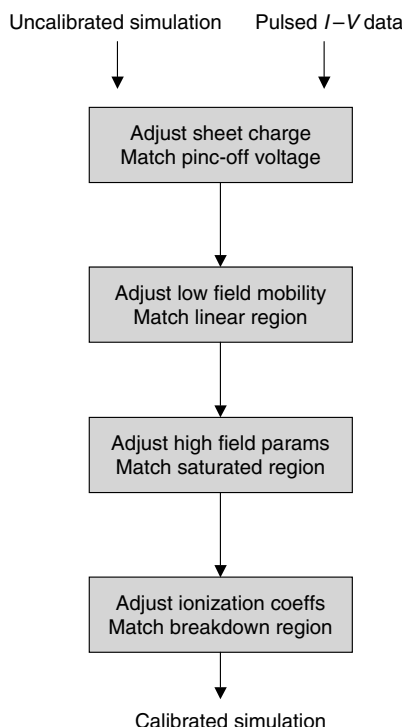 Uncalibrated simulation
Pulsed I–V data
Adjust sheet charge
Match pinc-off voltage
Adjust low field mobility
Match linear region
Adjust high field params
Match saturated region
Adjust ionization coeffs
Match breakdown region
Calibrated simulation